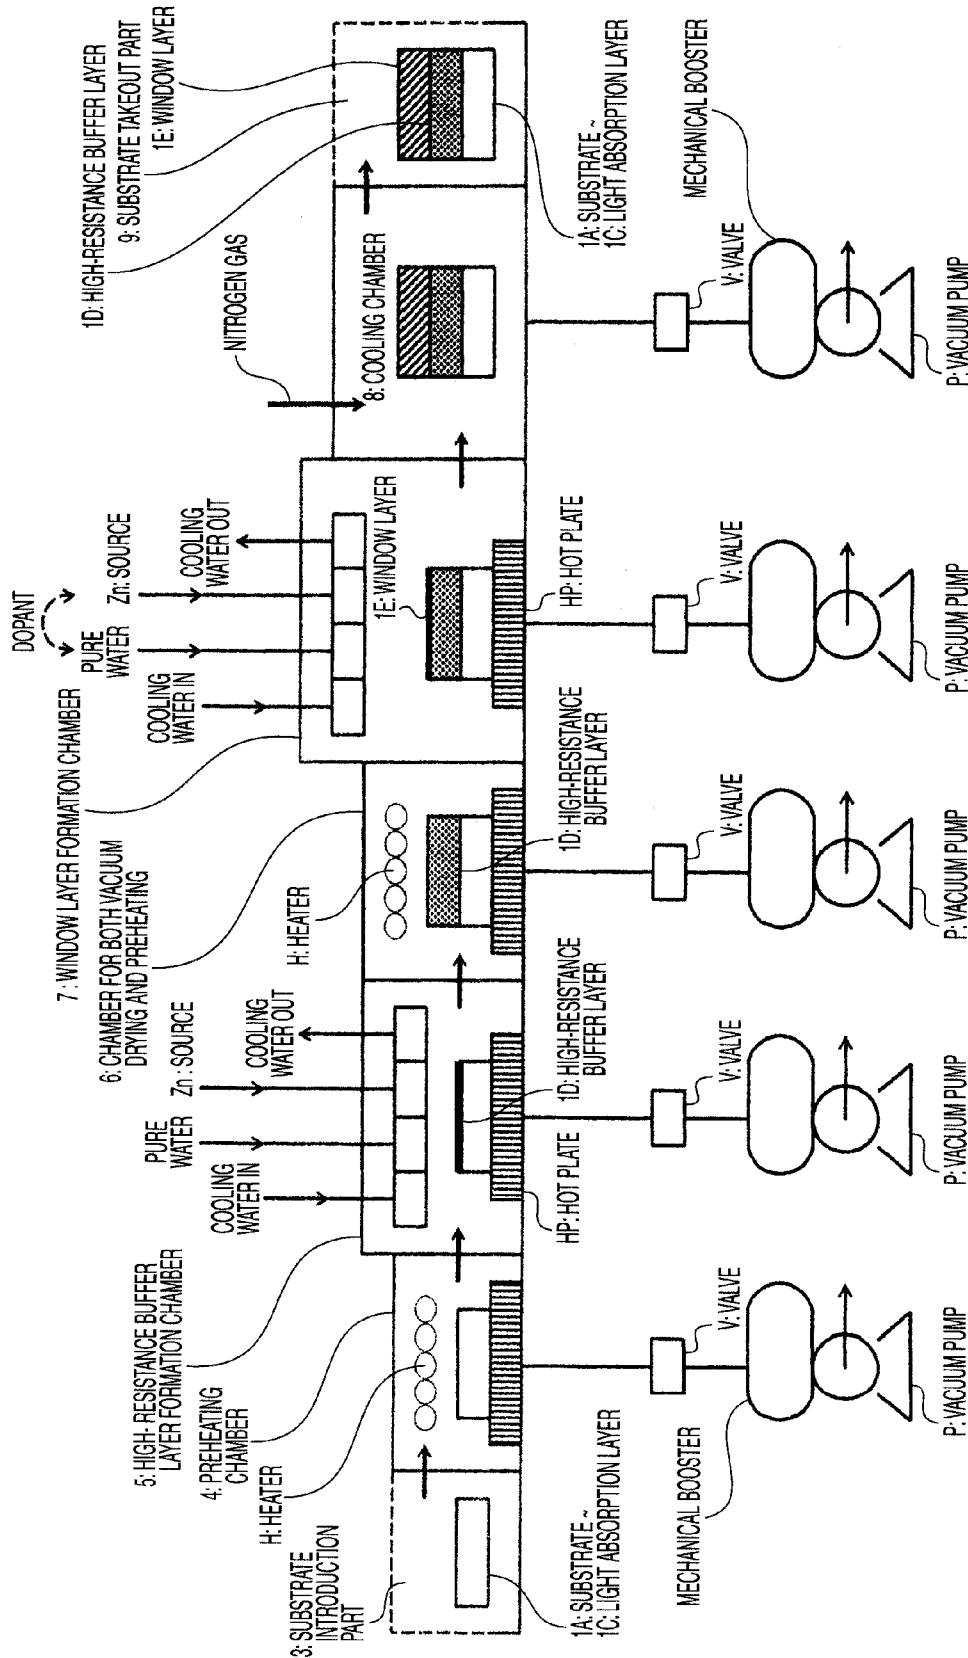 DOPANT
PURE
WATER
Zn: SOURCE
COOLING
WATER IN
COOLING
WATER OUT
NITROGEN GAS
1D: HIGH-RESISTANCE BUFFER LAYER
9: SUBSTRATE TAKEOUT PART
1E: WINDOW LAYER
7: WINDOW LAYER FORMATION CHAMBER
6: CHAMBER FOR BOTH VACUUM
DRYING AND PREHEATING
PURE
WATER
Zn: SOURCE
COOLING
WATER IN
COOLING
WATER OUT
H: HEATER
5: HIGH-RESISTANCE BUFFER
LAYER FORMATION CHAMBER
4: PREHEATING
CHAMBER
H: HEATER
3: SUBSTRATE
INTRODUCTION
PART
1E: WINDOW LAYER
8: COOLING CHAMBER
1A: SUBSTRATE ~
1C: LIGHT ABSORPTION LAYER
HP: HOT PLATE
1D: HIGH-RESISTANCE
BUFFER LAYER
1D: HIGH-RESISTANCE
BUFFER LAYER
HP: HOT PLATE
1A: SUBSTRATE ~
1C: LIGHT ABSORPTION LAYER
V: VALVE
V: VALVE
V: VALVE
V: VALVE
V: VALVE
MECHANICAL BOOSTER
MECHANICAL BOOSTER
P: VACUUM PUMP
P: VACUUM PUMP
P: VACUUM PUMP
P: VACUUM PUMP
P: VACUUM PUMP